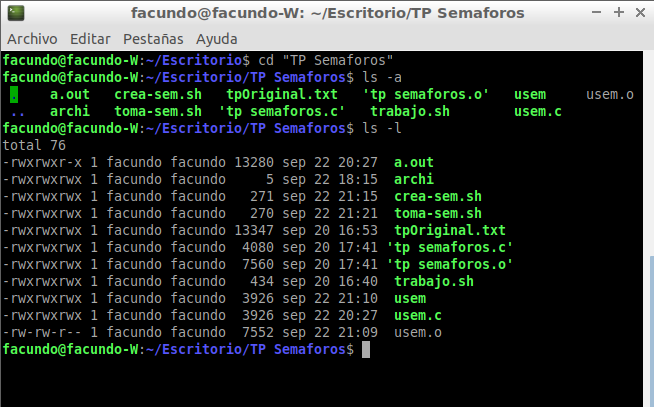 facundo@facundo-W: ~/Escritorio/TP Semaforos
Archivo Editar Pestañas Ayuda
facundo@facundo-W:~/Escritorio$ cd "TP Semaforos"
facundo@facundo-W:~/Escritorio/TP Semaforos$ ls -a
. a.out crea-sem.sh tpOriginal.txt 'tp semaforos.o' usem usem.o
.. archi toma-sem.sh 'tp semaforos.c' trabajo.sh usem.c
facundo@facundo-W:~/Escritorio/TP Semaforos$ ls -l
total 76
-rwxrwxr-x 1 facundo facundo 13280 sep 22 20:27 a.out
-rwxrwxrwx 1 facundo facundo 5 sep 22 18:15 archi
-rwxrwxrwx 1 facundo facundo 271 sep 22 21:15 crea-sem.sh
-rwxrwxrwx 1 facundo facundo 270 sep 22 21:21 toma-sem.sh
-rwxrwxrwx 1 facundo facundo 13347 sep 20 16:53 tpOriginal.txt
-rwxrwxrwx 1 facundo facundo 4080 sep 20 17:41 'tp semaforos.c'
-rwxrwxrwx 1 facundo facundo 7560 sep 20 17:41 'tp semaforos.o'
-rwxrwxrwx 1 facundo facundo 434 sep 20 16:40 trabajo.sh
-rwxrwxrwx 1 facundo facundo 3926 sep 22 21:10 usem
-rwxrwxrwx 1 facundo facundo 3926 sep 22 20:27 usem.c
-rw-rw-r-- 1 facundo facundo 7552 sep 22 21:09 usem.o
facundo@facundo-W:~/Escritorio/TP Semaforos$